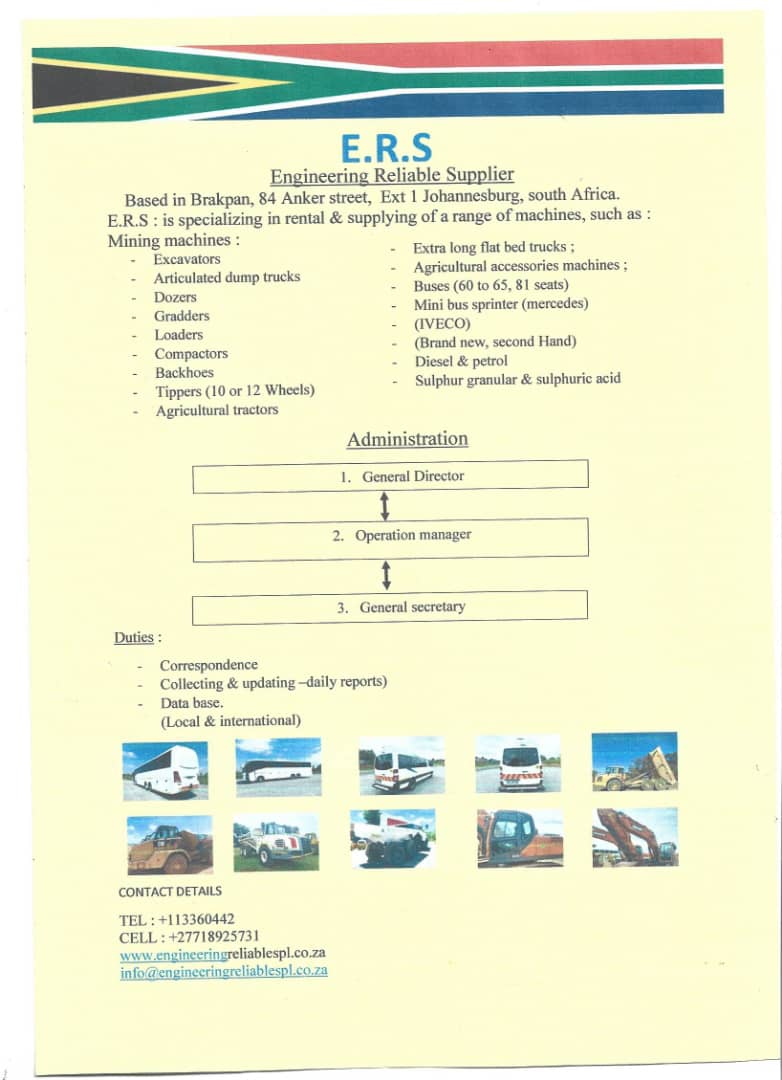 E.R.S
Engineering Reliable Supplier
Based in Brakpan, 84 Anker street, Ext 1 Johannesburg, south Africa.
E.R.S : is specializing in rental & supplying of a range of machines, such as :
Mining machines :
- Excavators
- Articulated dump trucks
- Dozers
- Gradders
- Loaders
- Compactors
- Backhoes
- Tippers (10 or 12 Wheels)
- Agricultural tractors
- Extra long flat bed trucks ;
- Agricultural accessories machines ;
- Buses (60 to 65, 81 seats)
- Mini bus sprinter (mercedes)
- (IVECO)
- (Brand new, second Hand)
- Diesel & petrol
- Sulphur granular & sulphuric acid
Administration
1. General Director
2. Operation manager
3. General secretary
Duties :
- Correspondence
- Collecting & updating –daily reports)
- Data base.
(Local & international)
CONTACT DETAILS
TEL : +113360442
CELL : +27718925731
www.engineeringreliablespl.co.za
info@engineeringreliablespl.co.za